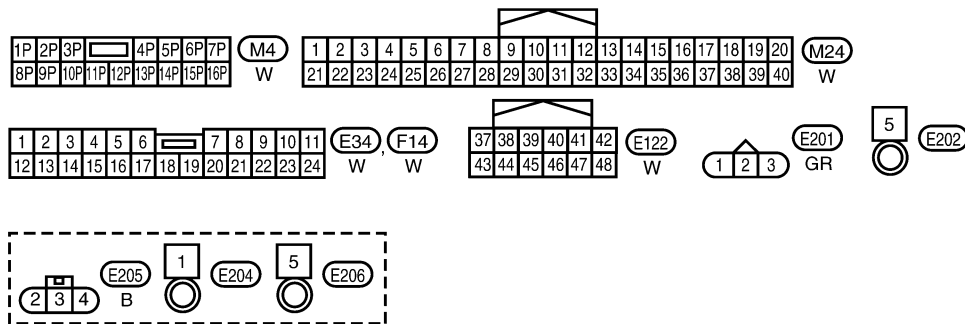 1P 2P 3P 4P 5P 6P 7P M4
8P 9P 10P 11P 12P 13P 14P 15P 16P W
1 2 3 4 5 6 7 8 9 10 11 12 13 14 15 16 17 18 19 20 M24
21 22 23 24 25 26 27 28 29 30 31 32 33 34 35 36 37 38 39 40 W
1 2 3 4 5 6 7 8 9 10 11 E34 , F14
12 13 14 15 16 17 18 19 20 21 22 23 24 W W
37 38 39 40 41 42 E122
43 44 45 46 47 48 W
1 2 3 E201
GR
5 E202
2 3 4 E205
B
1 E204
5 E206